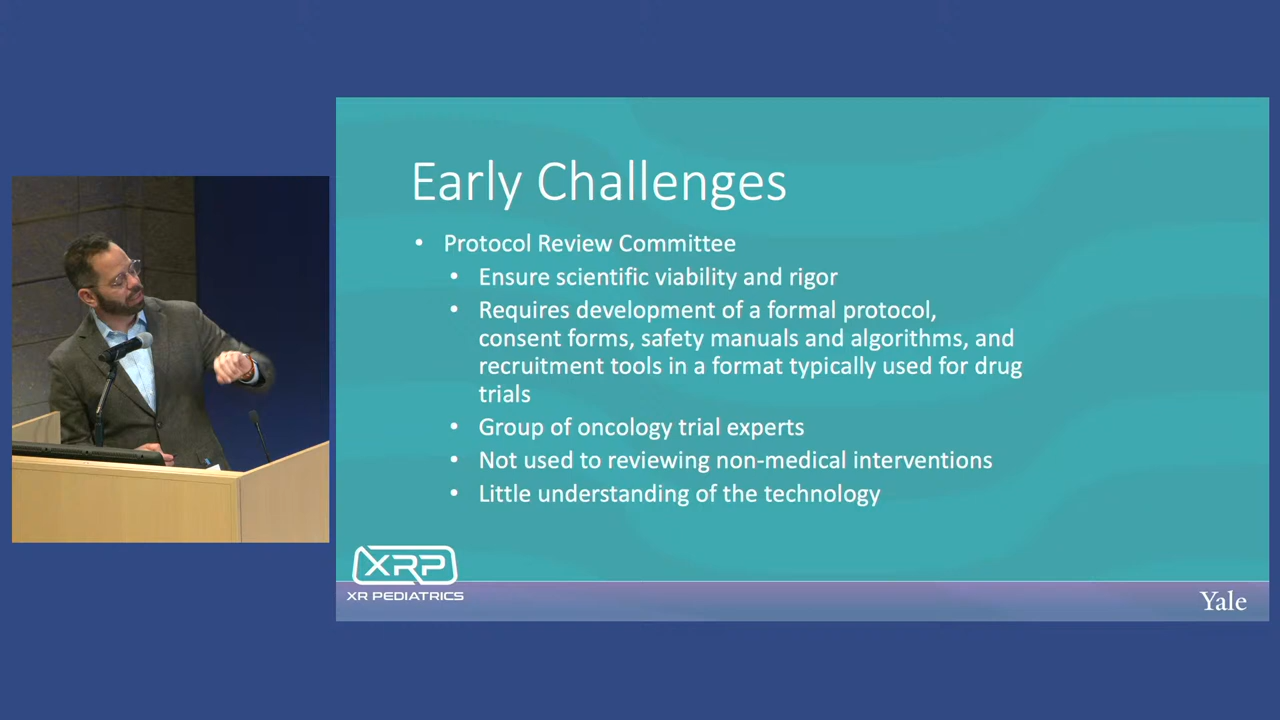 Early Challenges
• Protocol Review Committee
• Ensure scientific viability and rigor
• Requires development of a formal protocol,
consent forms, safety manuals and algorithms, and
recruitment tools in a format typically used for drug
trials
• Group of oncology trial experts
• Not used to reviewing non-medical interventions
• Little understanding of the technology
XRP
XR PEDIATRICS
Yale